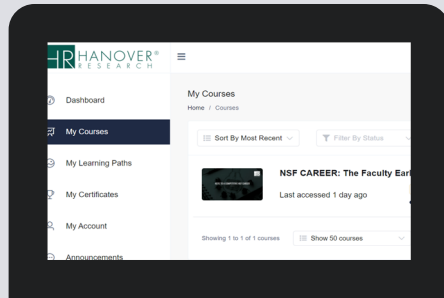 HR HANOVER®
RESEARCH
Dashboard
My Courses
My Learning Paths
My Certificates
My Account
Announcements
My Courses
Home / Courses
Sort By Most Recent
Filter By Status
NSF CAREER: The Faculty Earl
Last accessed 1 day ago
Showing 1 to 1 of 1 courses
Show 50 courses